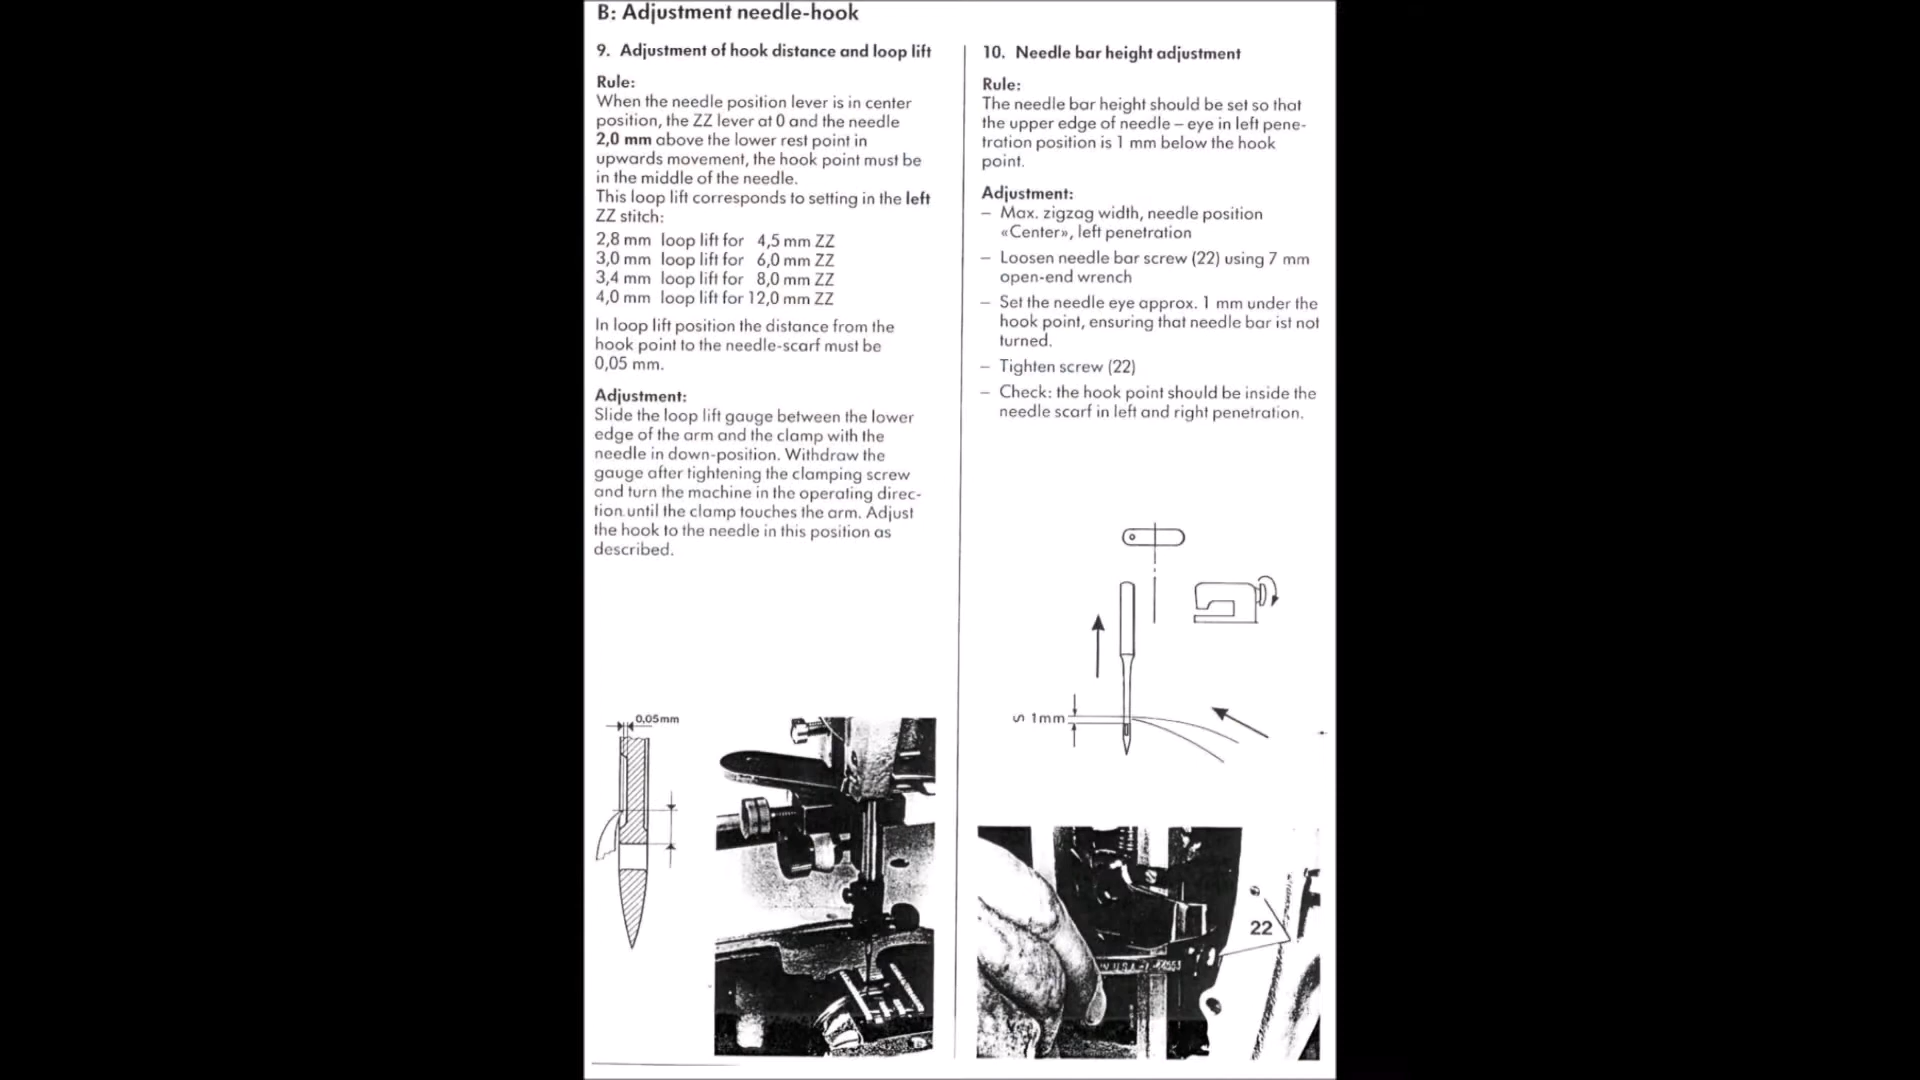 B: Adjustment needle-hook
9. Adjustment of hook distance and loop lift
Rule:
When the needle position lever is in center
position, the ZZ lever at 0 and the needle
2,0 mm above the lower rest point in
upwards movement, the hook point must be
in the middle of the needle.
This loop lift corresponds to setting in the left
ZZ stitch:
2,8 mm loop lift for 4,5 mm ZZ
3,0 mm loop lift for 6,0 mm ZZ
3,4 mm loop lift for 8,0 mm ZZ
4,0 mm loop lift for 12,0 mm ZZ
In loop lift position the distance from the
hook point to the needle-scarf must be
0,05 mm.
Adjustment:
Slide the loop lift gauge between the lower
edge of the arm and the clamp with the
needle in down-position. Withdraw the
gauge after tightening the clamping screw
and turn the machine in the operating direc-
tion until the clamp touches the arm. Adjust
the hook to the needle in this position as
described.
0,05mm
10. Needle bar height adjustment
Rule:
The needle bar height should be set so that
the upper edge of needle – eye in left pene-
tration position is 1 mm below the hook
point.
Adjustment:
– Max. zigzag width, needle position
«Center», left penetration
– Loosen needle bar screw (22) using 7 mm
open-end wrench
– Set the needle eye approx. 1 mm under the
hook point, ensuring that needle bar ist not
turned.
– Tighten screw (22)
– Check: the hook point should be inside the
needle scarf in left and right penetration.
∽ 1mm
22